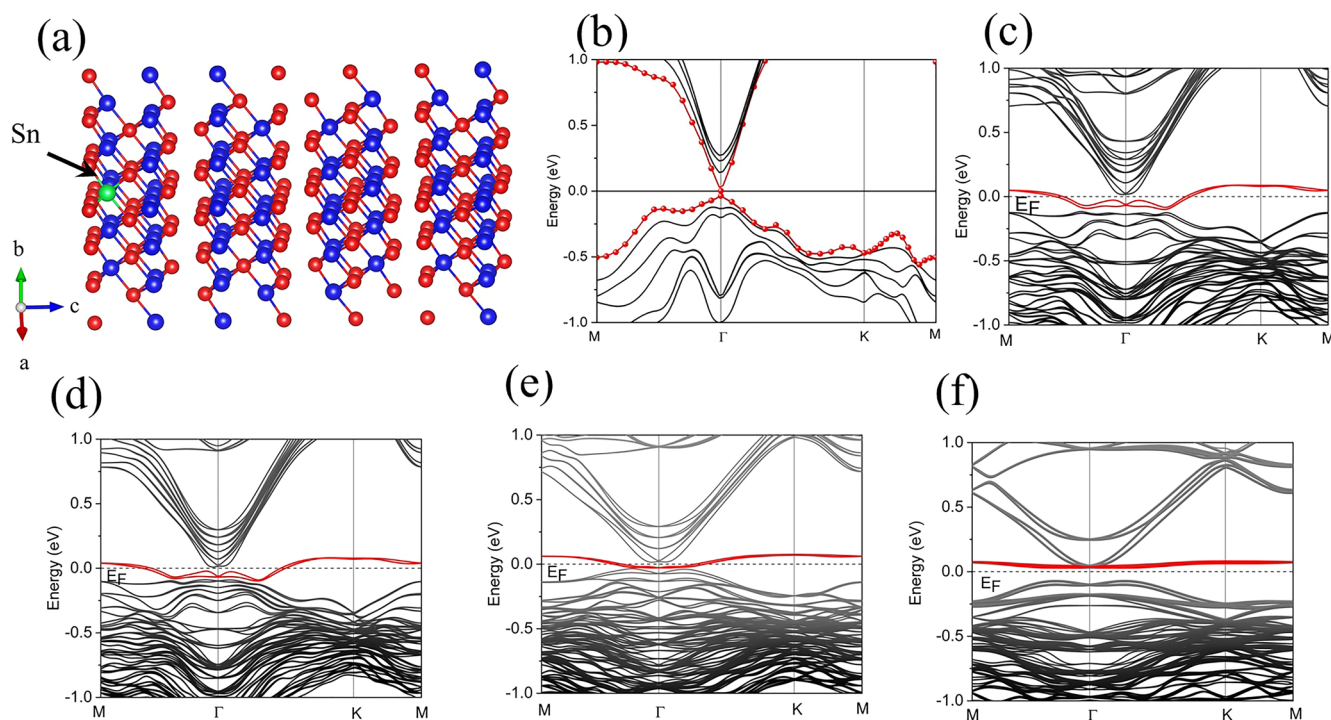 (a)
Sn
b
c
a
(b)
Energy (eV)
0.5
0.0
-0.5
-1.0
M Γ K M
(c)
Energy (eV)
1.0
0.5
0.0
-0.5
-1.0
EF
M Γ K M
(d)
Energy (eV)
1.0
0.5
0.0
-0.5
-1.0
EF
M Γ K M
(e)
Energy (eV)
1.0
0.5
0.0
-0.5
-1.0
EF
M Γ K M
(f)
Energy (eV)
1.0
0.5
0.0
-0.5
-1.0
EF
M Γ K M